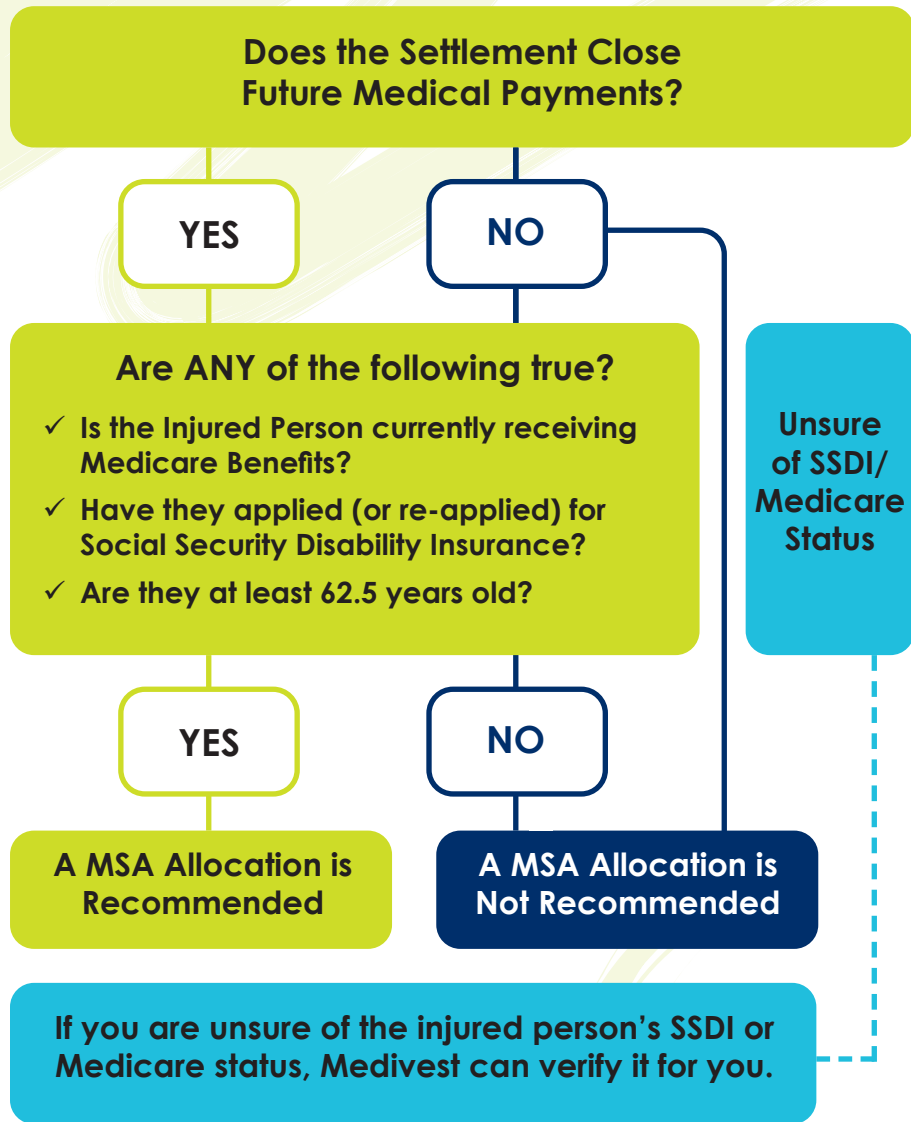 Does the Settlement Close
Future Medical Payments?
YES
NO
Are ANY of the following true?
✓ Is the Injured Person currently receiving
Medicare Benefits?
✓ Have they applied (or re-applied) for
Social Security Disability Insurance?
✓ Are they at least 62.5 years old?
Unsure
of SSDI/
Medicare
Status
YES
NO
A MSA Allocation is
Recommended
A MSA Allocation is
Not Recommended
If you are unsure of the injured person’s SSDI or
Medicare status, Medivest can verify it for you.